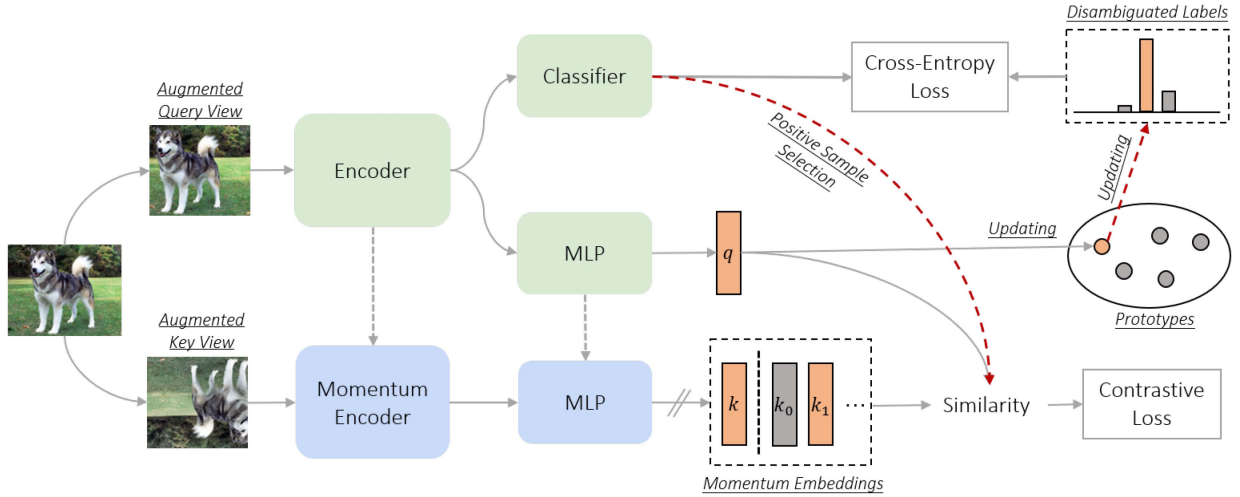 Disambiguated Labels
Augmented
Query View
Classifier
Cross-Entropy
Loss
Positive Sample
Selection
Updating
Encoder
MLP
q
Updating
Prototypes
Augmented
Key View
Momentum
Encoder
MLP
k
k₀
k₁
...
Similarity
Contrastive
Loss
Momentum Embeddings